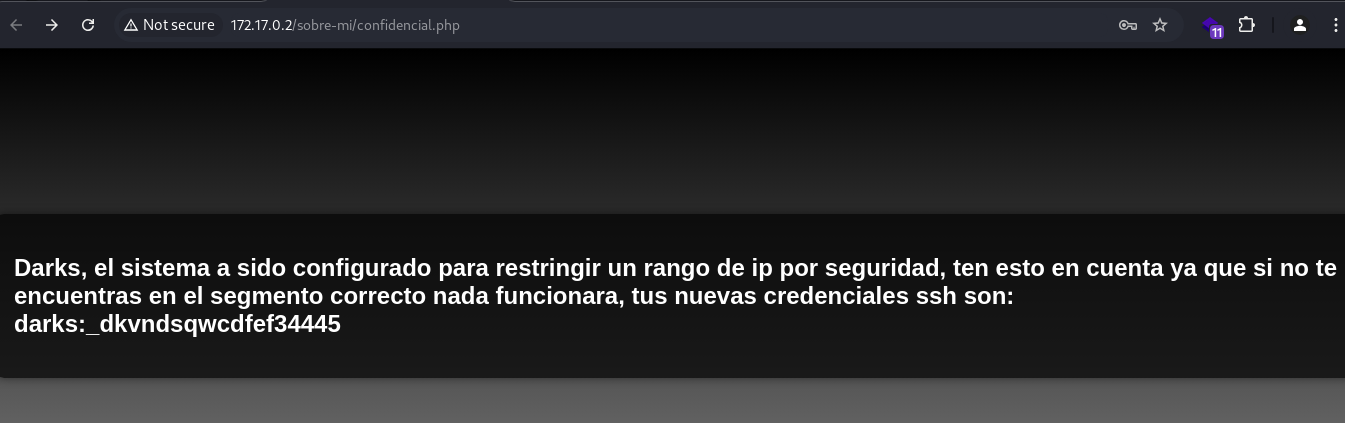 Not secure 172.17.0.2/sobre-mi/confidencial.php
11
Darks, el sistema a sido configurado para restringir un rango de ip por seguridad, ten esto en cuenta ya que si no te
encuentras en el segmento correcto nada funcionara, tus nuevas credenciales ssh son:
darks:_dkvndsqwcdfef34445